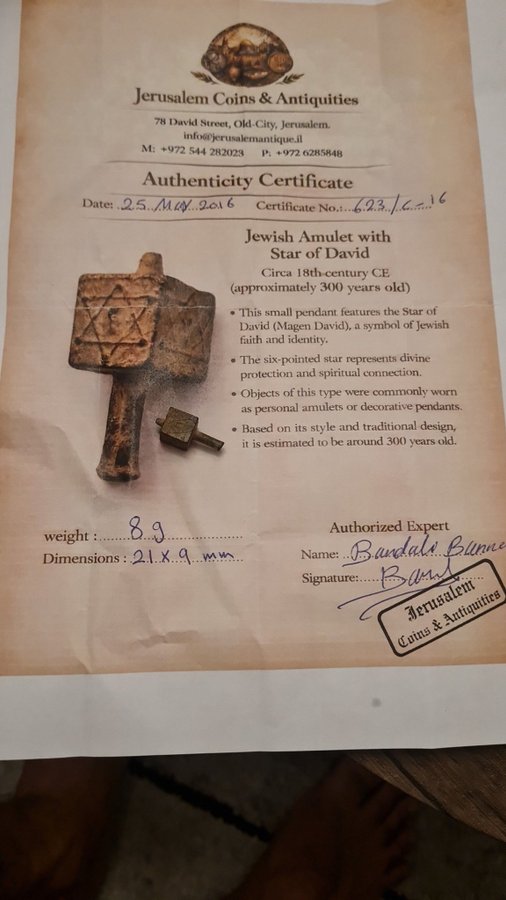 Jerusalem Coins & Antiquities
78 David Street, Old-City, Jerusalem.
info@jerusalemantique.il
M: +972 544 282023 P: +972 6285848
Authenticity Certificate
Date: 25 May 2016 Certificate No.: 623/C-16
Jewish Amulet with
Star of David
Circa 18th-century CE
(approximately 300 years old)
• This small pendant features the Star of
David (Magen David), a symbol of Jewish
faith and identity.
• The six-pointed star represents divine
protection and spiritual connection.
• Objects of this type were commonly worn
as personal amulets or decorative pendants.
• Based on its style and traditional design,
it is estimated to be around 300 years old.
weight : 8 g
Dimensions : 21 x 9 mm
Authorized Expert
Name:
Signature:
Jerusalem
Coins & Antiquities